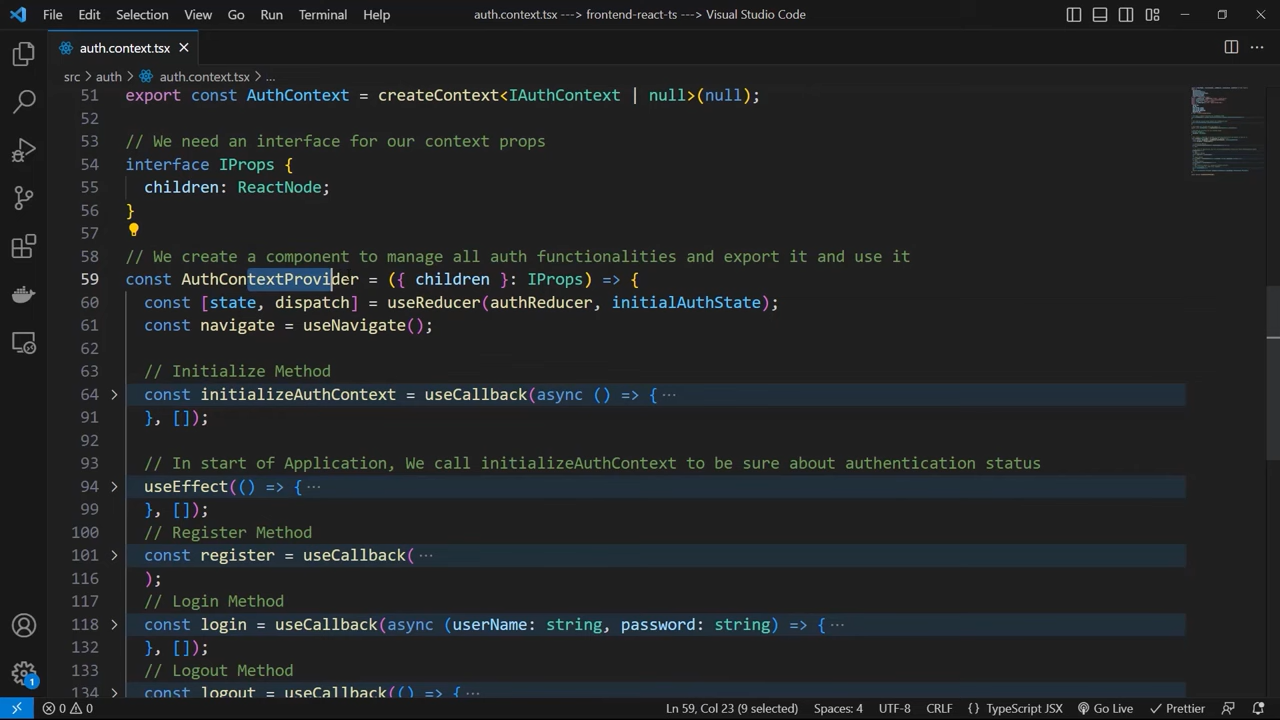 File Edit Selection View Go Run Terminal Help auth.context.tsx ---> frontend-react-ts ---> Visual Studio Code
auth.context.tsx
src auth auth.context.tsx ...
51 export const AuthContext = createContext<IAuthContext | null>(null);
52
53 // We need an interface for our context props
54 interface IProps {
55 children: ReactNode;
56 }
57
58 // We create a component to manage all auth functionalities and export it and use it
59 const AuthContextProvider = ({ children }: IProps) => {
60 const [state, dispatch] = useReducer(authReducer, initialAuthState);
61 const navigate = useNavigate();
62
63 // Initialize Method
64 const initializeAuthContext = useCallback(async () => { ...
91 }, []);
92
93 // In start of Application, We call initializeAuthContext to be sure about authentication status
94 useEffect(() => { ...
99 }, []);
100 // Register Method
101 const register = useCallback( ...
116 );
117 // Login Method
118 const login = useCallback(async (userName: string, password: string) => { ...
132 }, []);
133 // Logout Method
134 const logout = useCallback(() => { ...
1
0 0 Ln 59, Col 23 (9 selected) Spaces: 4 UTF-8 CRLF {} TypeScript JSX Go Live Prettier